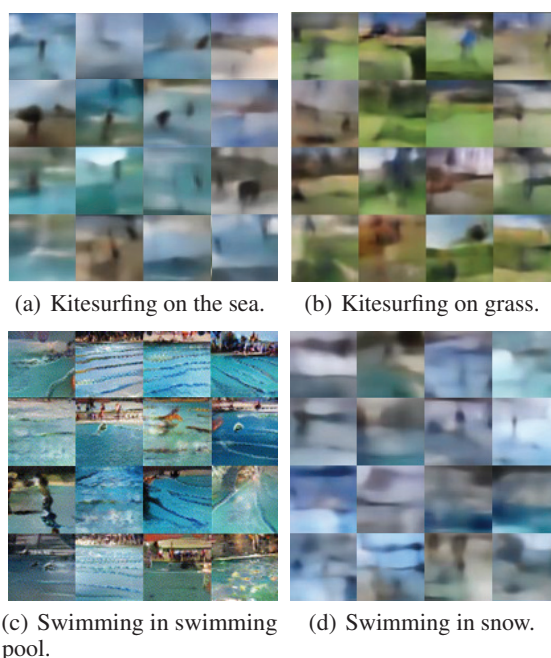 (a) Kitesurfing on the sea.
(b) Kitesurfing on grass.
(c) Swimming in swimming
pool.
(d) Swimming in snow.